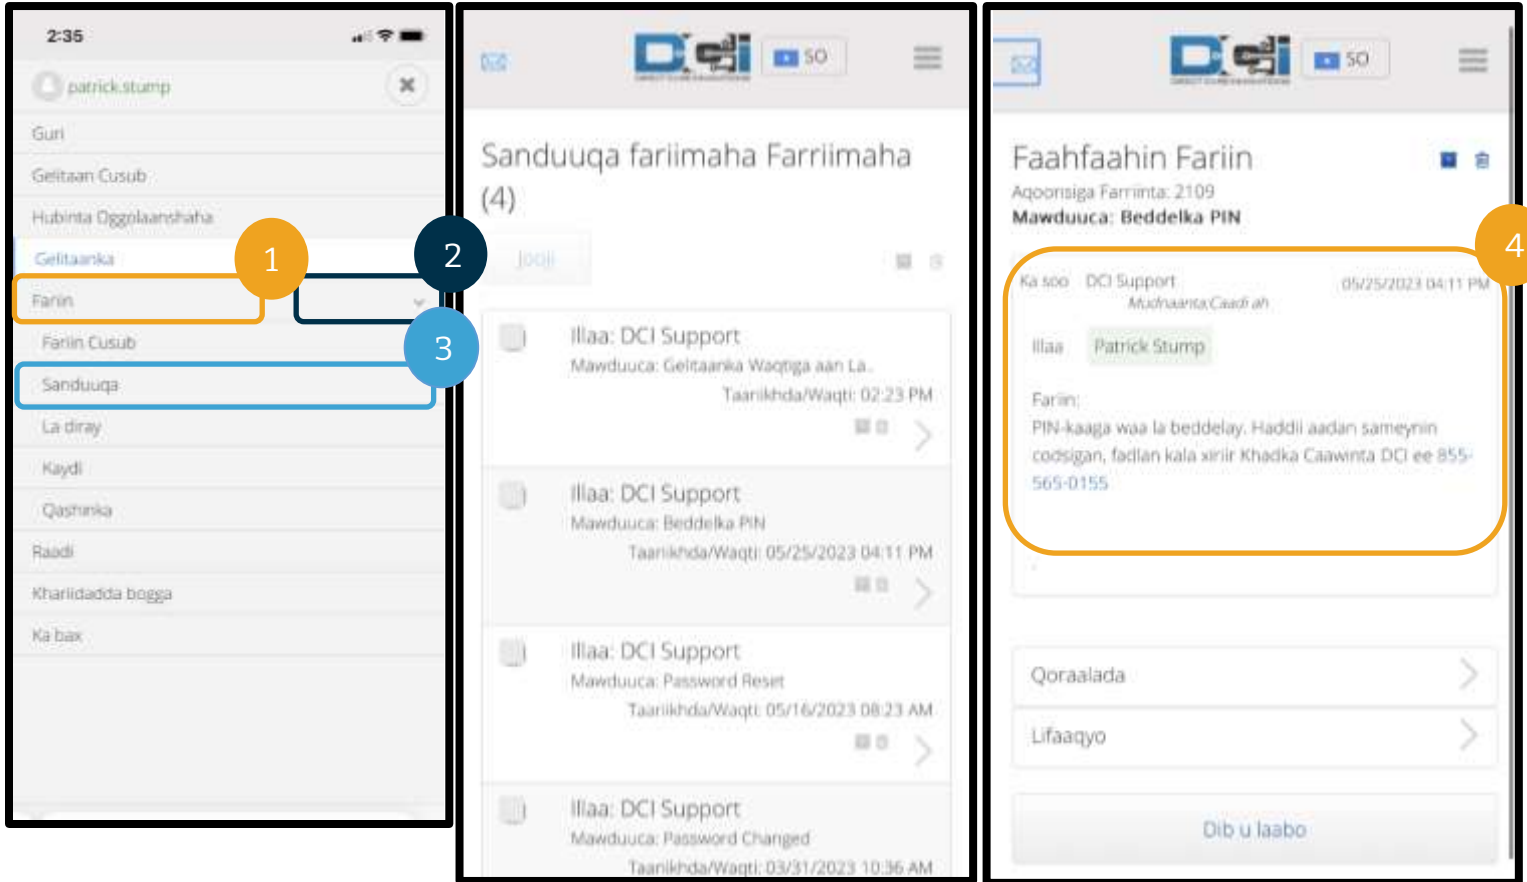 2:35
patrick.stump
Guri
Gelitaan Cusub
Hubinta Oggolaanshaha
Gelitaanka
1
2
Fariin
Fariin Cusub
3
Sanduuqa
La diray
Kaydi
Qashinka
Raadi
Khariidadda bogga
Ka bax
DCI
SO
Sanduuqa fariimaha Farriimaha
(4)
Jooji
Illaa: DCI Support
Mawduuca: Gelitaanka Waqtiga aan La..
Taariikhda/Waqti: 02:23 PM
Illaa: DCI Support
Mawduuca: Beddelka PIN
Taariikhda/Waqti: 05/25/2023 04:11 PM
Illaa: DCI Support
Mawduuca: Password Reset
Taariikhda/Waqti: 05/16/2023 08:23 AM
Illaa: DCI Support
Mawduuca: Password Changed
Taariikhda/Waqti: 03/31/2023 10:36 AM
DCI
SO
Faahfaahin Fariin
Aqoonsiga Farriinta: 2109
Mawduuca: Beddelka PIN
4
Ka soo DCI Support 05/25/2023 04:11 PM
Mudnaanta:Caadi ah
Illaa Patrick Stump
Fariin:
PIN-kaaga waa la beddelay. Haddii aadan sameynin
codsigan, fadlan kala xiriir Khadka Caawinta DCI ee 855-
565-0155
Qoraalada
Lifaaqyo
Dib u laabo